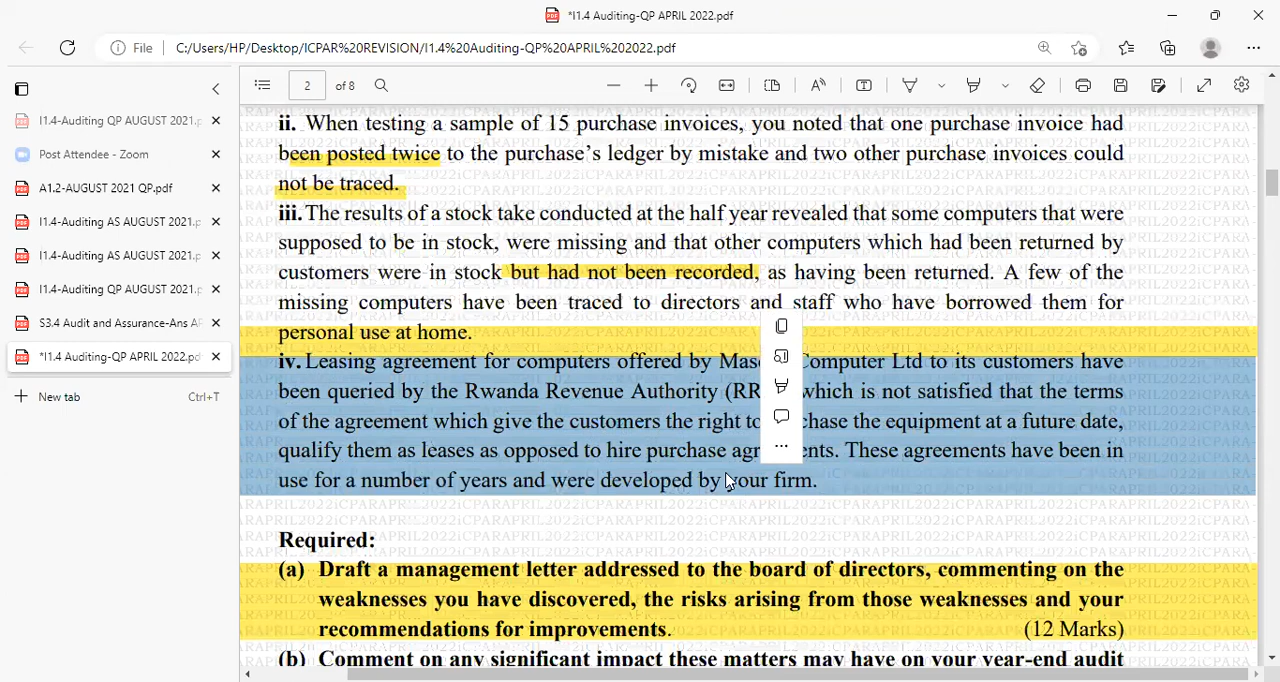 *I1.4 Auditing-QP APRIL 2022.pdf
File
C:/Users/HP/Desktop/ICPAR%20REVISION/I1.4%20Auditing-QP%20APRIL%202022.pdf
2 of 8
I1.4-Auditing QP AUGUST 2021.p
Post Attendee - Zoom
A1.2-AUGUST 2021 QP.pdf
I1.4-Auditing AS AUGUST 2021.p
I1.4-Auditing AS AUGUST 2021.p
I1.4-Auditing QP AUGUST 2021.p
S3.4 Audit and Assurance-Ans AP
*I1.4 Auditing-QP APRIL 2022.pd
New tab Ctrl+T
ii. When testing a sample of 15 purchase invoices, you noted that one purchase invoice had
been posted twice to the purchase's ledger by mistake and two other purchase invoices could
not be traced.
iii. The results of a stock take conducted at the half year revealed that some computers that were
supposed to be in stock, were missing and that other computers which had been returned by
customers were in stock but had not been recorded, as having been returned. A few of the
missing computers have been traced to directors and staff who have borrowed them for
personal use at home.
iv. Leasing agreement for computers offered by Mas Computer Ltd to its customers have
been queried by the Rwanda Revenue Authority (RR which is not satisfied that the terms
of the agreement which give the customers the right to chase the equipment at a future date,
qualify them as leases as opposed to hire purchase agr ents. These agreements have been in
use for a number of years and were developed by your firm.
Required:
(a) Draft a management letter addressed to the board of directors, commenting on the
weaknesses you have discovered, the risks arising from those weaknesses and your
recommendations for improvements. (12 Marks)
(b) Comment on any significant impact these matters may have on your year-end audit